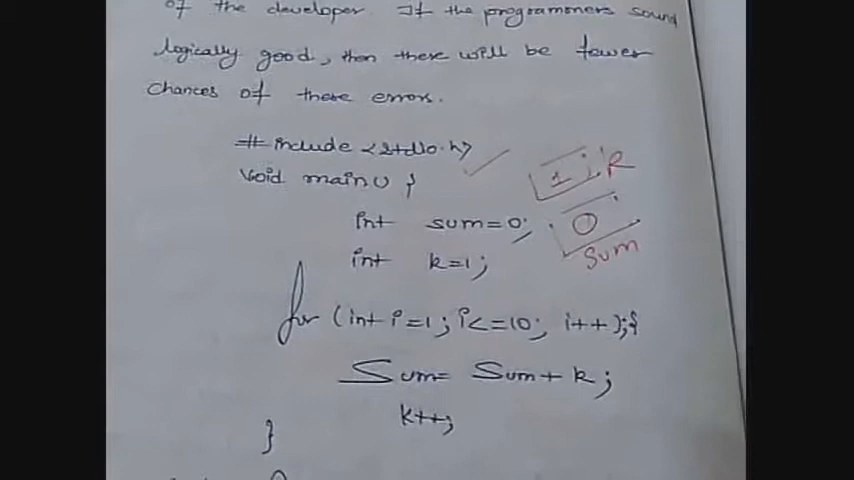 of the developer. If the programmers sound
logically good, then there will be fewer
chances of these errors.
# include <stdio.h>
void main() {
int sum=0;
int k=1;
for (int i=1; i<=10; i++);{
Sum= Sum+k;
k++;
}
1 k
0
Sum